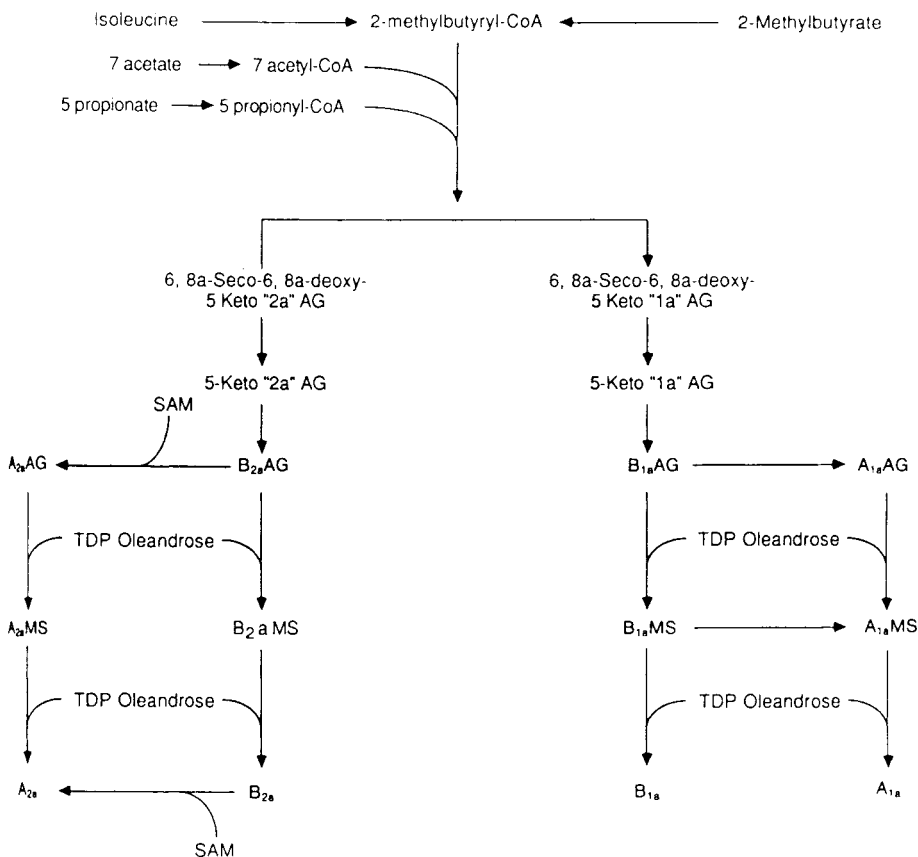 Isoleucine 2-methylbutyryl-CoA 2-Methylbutyrate
7 acetate 7 acetyl-CoA
5 propionate 5 propionyl-CoA
6, 8a-Seco-6, 8a-deoxy-
5 Keto "2a" AG
6, 8a-Seco-6, 8a-deoxy-
5 Keto "1a" AG
5-Keto "2a" AG 5-Keto "1a" AG
SAM
A₂ₐAG B₂ₐAG B₁ₐAG A₁ₐAG
TDP Oleandrose TDP Oleandrose
A₂ₐMS B₂aMS B₁ₐMS A₁ₐMS
TDP Oleandrose TDP Oleandrose
A₂ₐ B₂ₐ B₁ₐ A₁ₐ
SAM